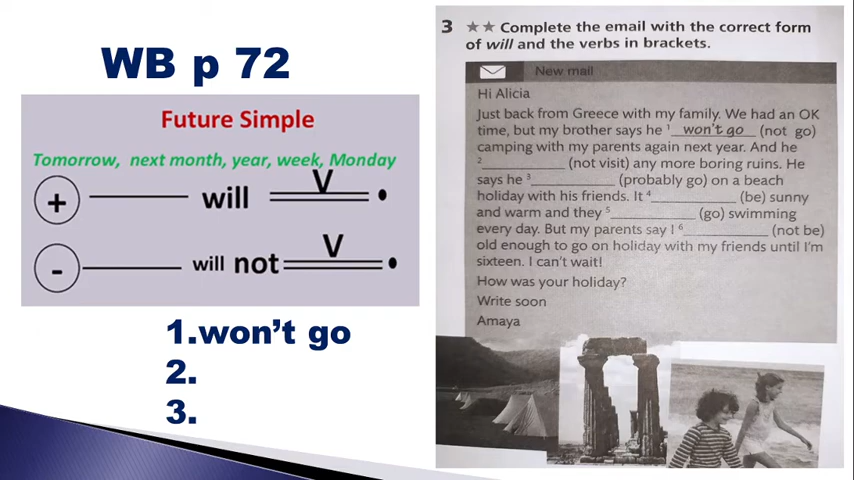 WB p 72
Future Simple
Tomorrow, next month, year, week, Monday
+ will V .
- will not V .
1.won't go
2.
3.
3 ★★ Complete the email with the correct form
of will and the verbs in brackets.
New mail
Hi Alicia
Just back from Greece with my family. We had an OK
time, but my brother says he 1 won't go (not go)
camping with my parents again next year. And he
2____________ (not visit) any more boring ruins. He
says he 3____________ (probably go) on a beach
holiday with his friends. It 4____________ (be) sunny
and warm and they 5____________ (go) swimming
every day. But my parents say I 6____________ (not be)
old enough to go on holiday with my friends until I'm
sixteen. I can't wait!
How was your holiday?
Write soon
Amaya